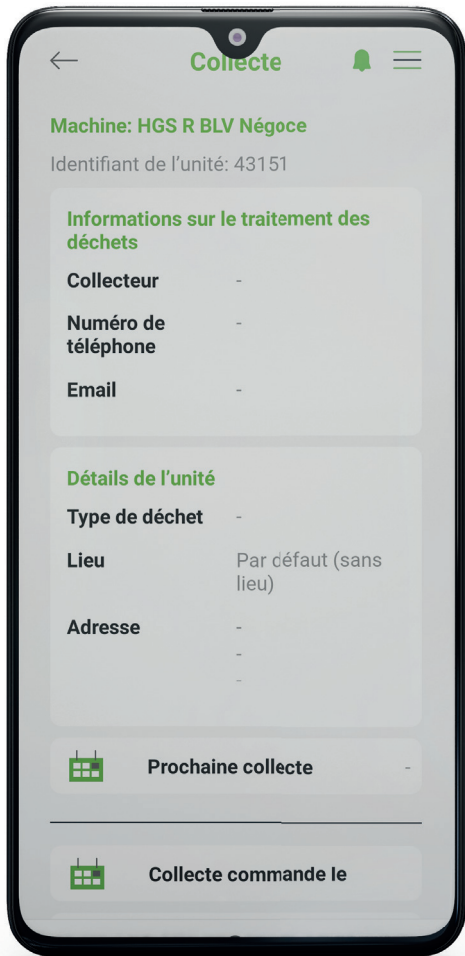 Collecte
Machine: HGS R BLV Négoce
Identifiant de l'unité: 43151
Informations sur le traitement des
déchets
Collecteur -
Numéro de -
téléphone
Email -
Détails de l'unité
Type de déchet -
Lieu Par défaut (sans
lieu)
Adresse -
-
-
Prochaine collecte -
Collecte commande le